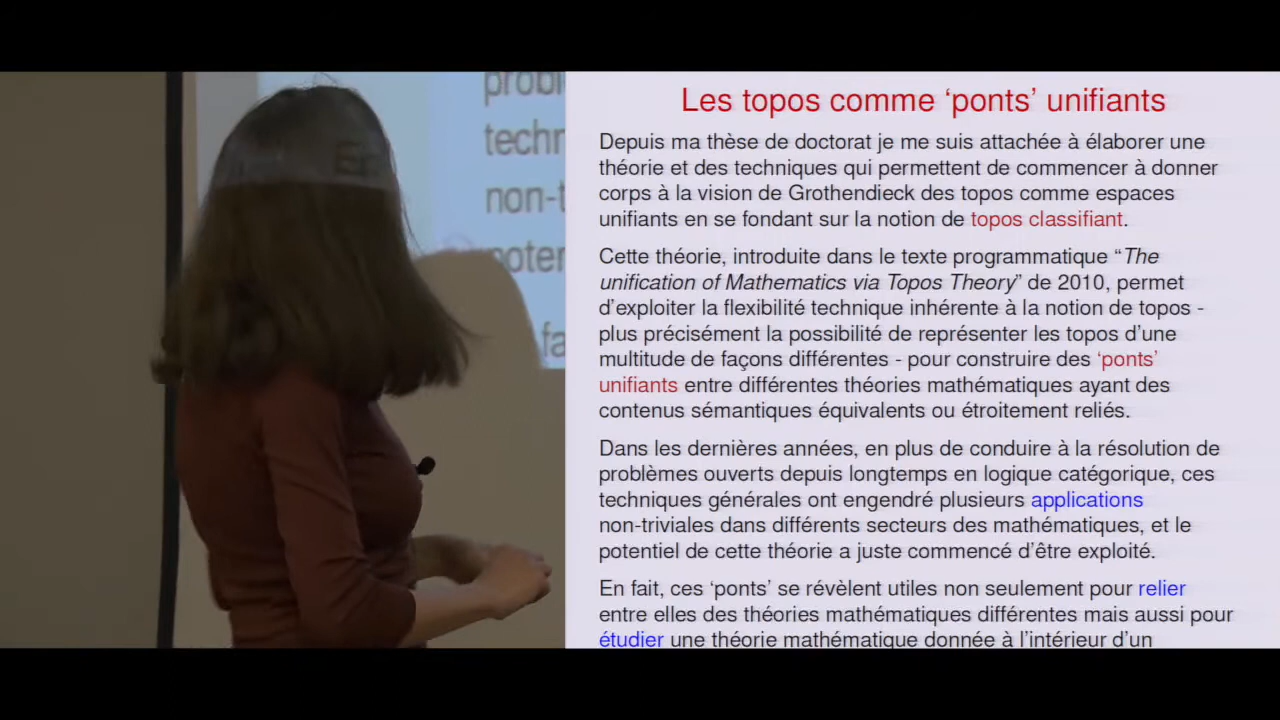 Les topos comme ‘ponts’ unifiants
Depuis ma thèse de doctorat je me suis attachée à élaborer une
théorie et des techniques qui permettent de commencer à donner
corps à la vision de Grothendieck des topos comme espaces
unifiants en se fondant sur la notion de topos classifiant.
Cette théorie, introduite dans le texte programmatique “The
unification of Mathematics via Topos Theory” de 2010, permet
d’exploiter la flexibilité technique inhérente à la notion de topos -
plus précisément la possibilité de représenter les topos d’une
multitude de façons différentes - pour construire des ‘ponts’
unifiants entre différentes théories mathématiques ayant des
contenus sémantiques équivalents ou étroitement reliés.
Dans les dernières années, en plus de conduire à la résolution de
problèmes ouverts depuis longtemps en logique catégorique, ces
techniques générales ont engendré plusieurs applications
non-triviales dans différents secteurs des mathématiques, et le
potentiel de cette théorie a juste commencé d’être exploité.
En fait, ces ‘ponts’ se révèlent utiles non seulement pour relier
entre elles des théories mathématiques différentes mais aussi pour
étudier une théorie mathématique donnée à l’intérieur d’un